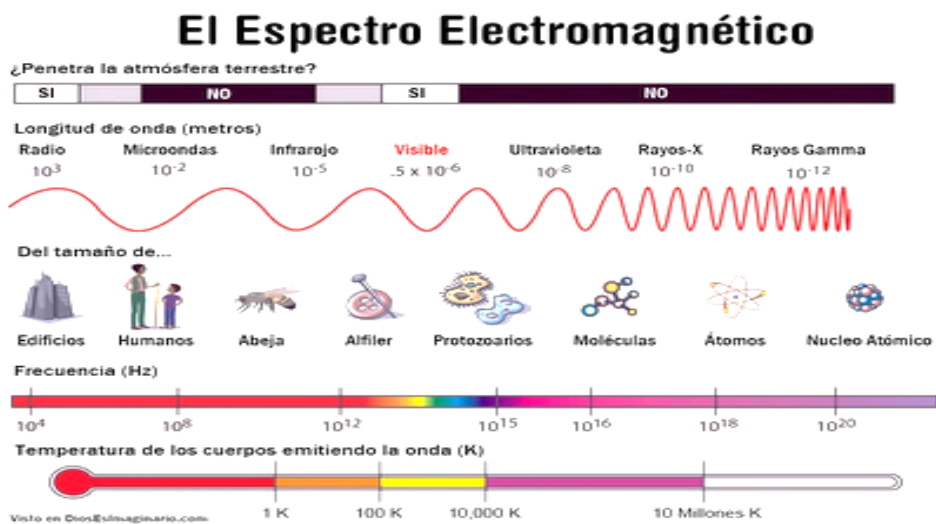 El Espectro Electromagnético
¿Penetra la atmósfera terrestre?
SI NO SI NO
Longitud de onda (metros)
Radio Microondas Infrarojo Visible Ultravioleta Rayos-X Rayos Gamma
10³ 10⁻² 10⁻⁵ .5 x 10⁻⁶ 10⁻⁸ 10⁻¹⁰ 10⁻¹²
Del tamaño de...
Edificios Humanos Abeja Alfiler Protozoarios Moléculas Átomos Nucleo Atómico
Frecuencia (Hz)
10⁴ 10⁸ 10¹² 10¹⁵ 10¹⁶ 10¹⁸ 10²⁰
Temperatura de los cuerpos emitiendo la onda (K)
1 K 100 K 10,000 K 10 Millones K
Visto en DiosEsImaginario.com